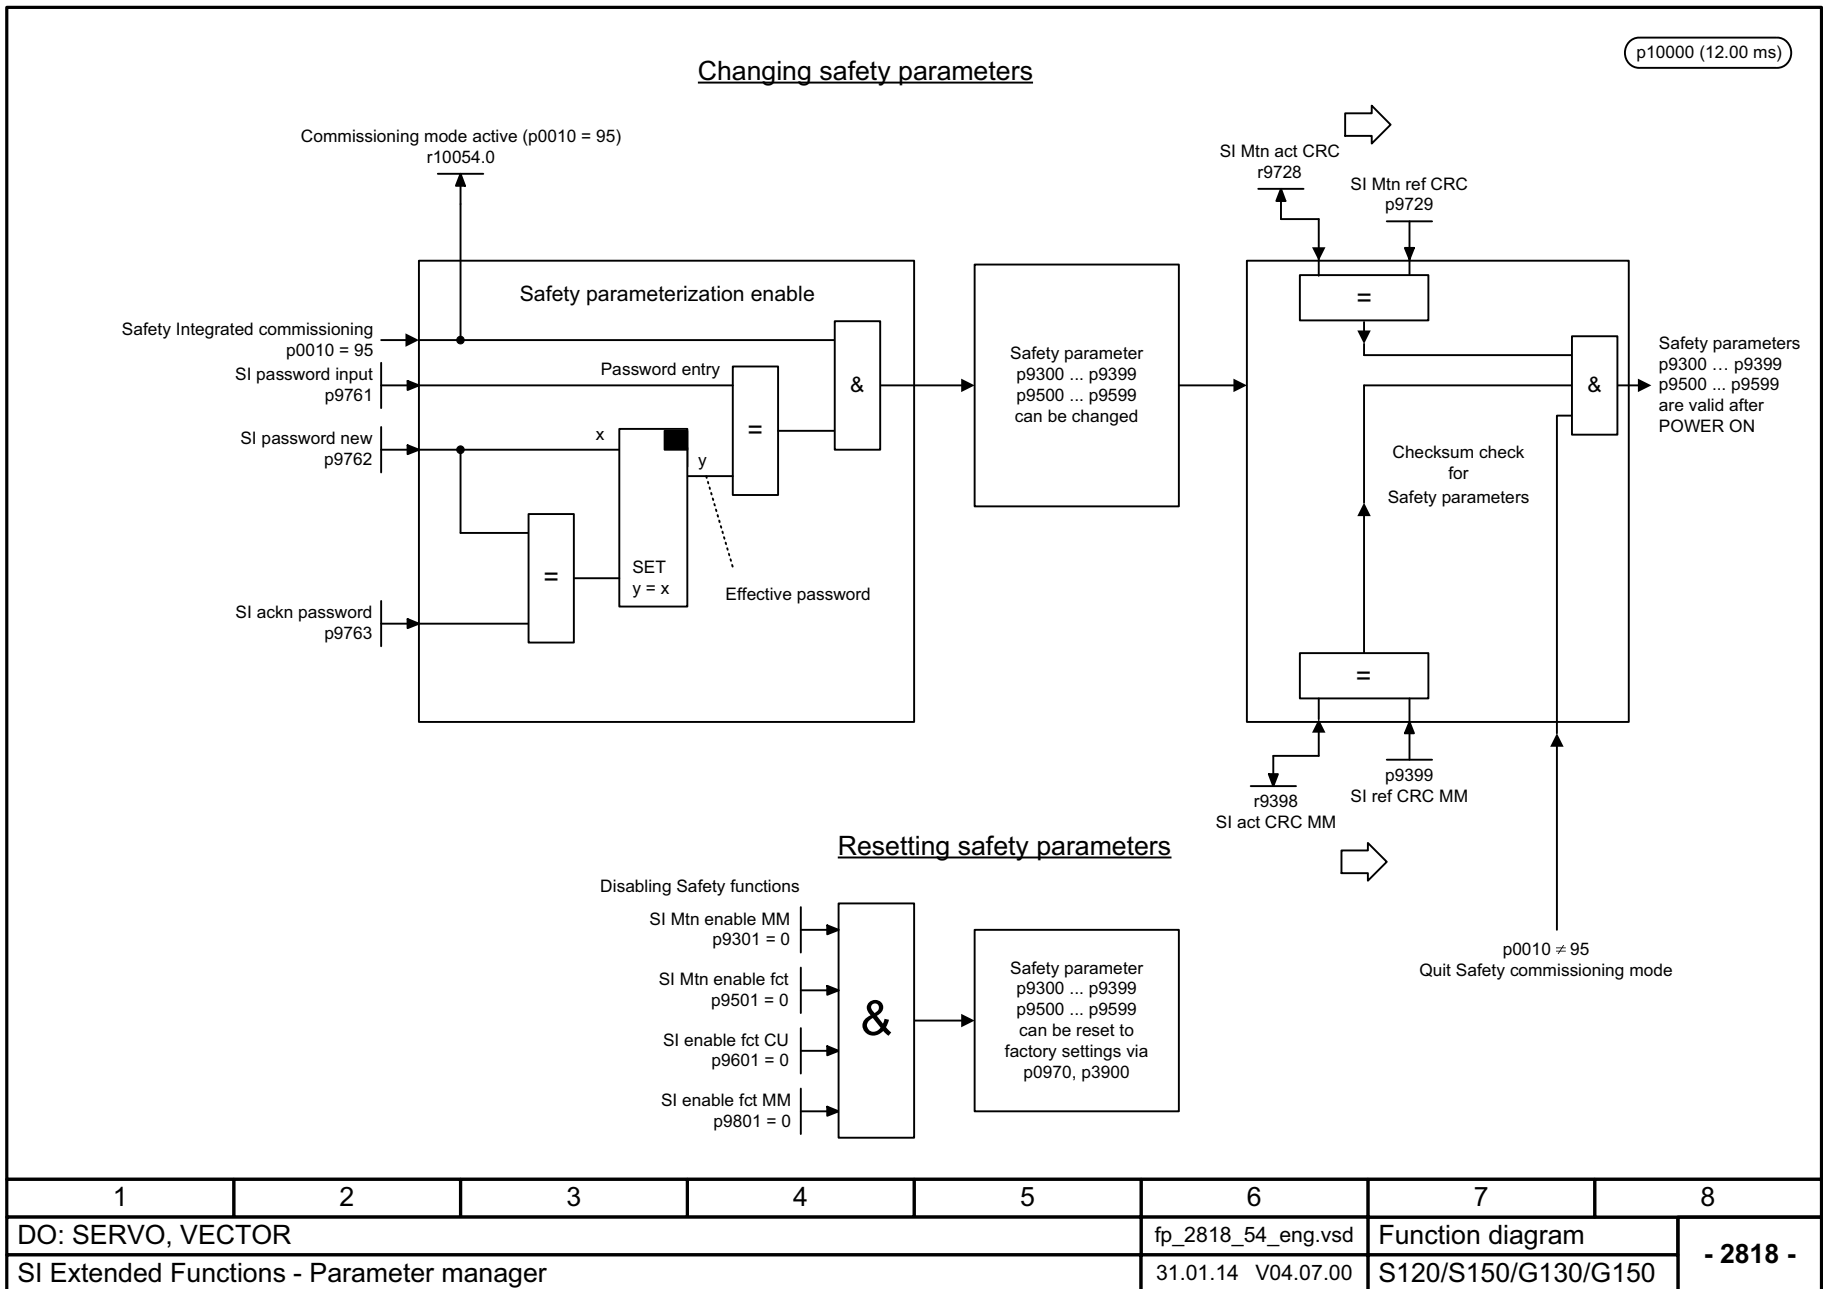 p10000 (12.00 ms)
Changing safety parameters
Commissioning mode active (p0010 = 95)
r10054.0
SI Mtn act CRC
r9728
SI Mtn ref CRC
p9729
Safety parameterization enable
Safety Integrated commissioning
p0010 = 95
SI password input
p9761
SI password new
p9762
SI ackn password
p9763
Password entry
x
y
=
=
SET
y = x
&
Effective password
Safety parameter
p9300 ... p9399
p9500 ... p9599
can be changed
=
&
Checksum check
for
Safety parameters
=
Safety parameters
p9300 ... p9399
p9500 ... p9599
are valid after
POWER ON
r9398
SI act CRC MM
p9399
SI ref CRC MM
p0010 ≠ 95
Quit Safety commissioning mode
Resetting safety parameters
Disabling Safety functions
SI Mtn enable MM
p9301 = 0
SI Mtn enable fct
p9501 = 0
SI enable fct CU
p9601 = 0
SI enable fct MM
p9801 = 0
&
Safety parameter
p9300 ... p9399
p9500 ... p9599
can be reset to
factory settings via
p0970, p3900
1 2 3 4 5 6 7 8
DO: SERVO, VECTOR
fp_2818_54_eng.vsd
Function diagram
- 2818 -
SI Extended Functions - Parameter manager
31.01.14 V04.07.00
S120/S150/G130/G150